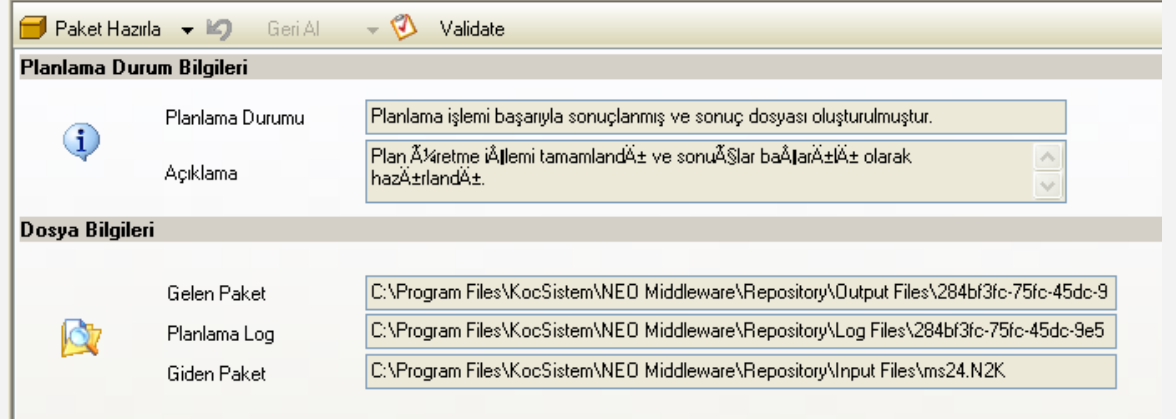 Paket Hazırla Geri Al Validate
Planlama Durum Bilgileri
Planlama Durumu Planlama işlemi başarıyla sonuçlanmış ve sonuç dosyası oluşturulmuştur.
Açıklama Plan Ã¼retme iÅŸlemi tamamlandÄ± ve sonuÃ§lar baÅŸarÄ±lÄ± olarak
hazÄ±rlandÄ±.
Dosya Bilgileri
Gelen Paket C:\Program Files\KocSistem\NEO Middleware\Repository\Output Files\284bf3fc-75fc-45dc-9
Planlama Log C:\Program Files\KocSistem\NEO Middleware\Repository\Log Files\284bf3fc-75fc-45dc-9e5
Giden Paket C:\Program Files\KocSistem\NEO Middleware\Repository\Input Files\ms24.N2K